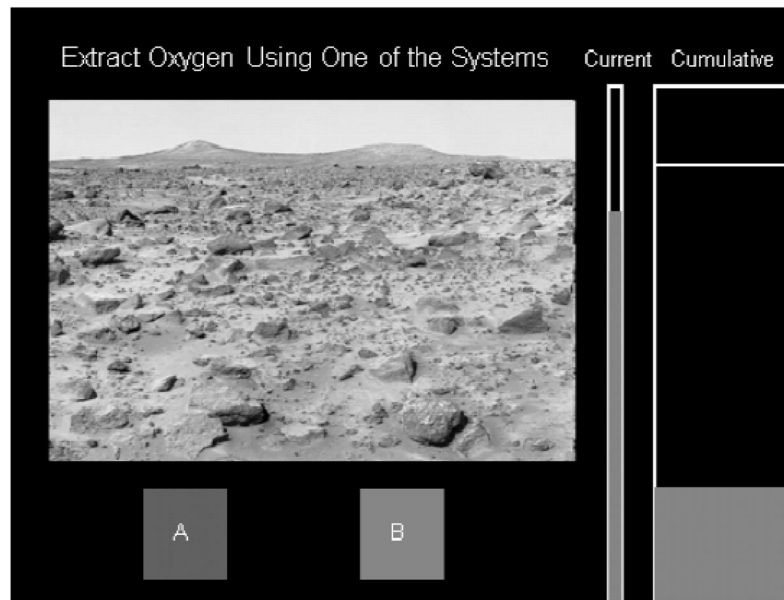 Extract Oxygen Using One of the Systems
Current
Cumulative
A
B